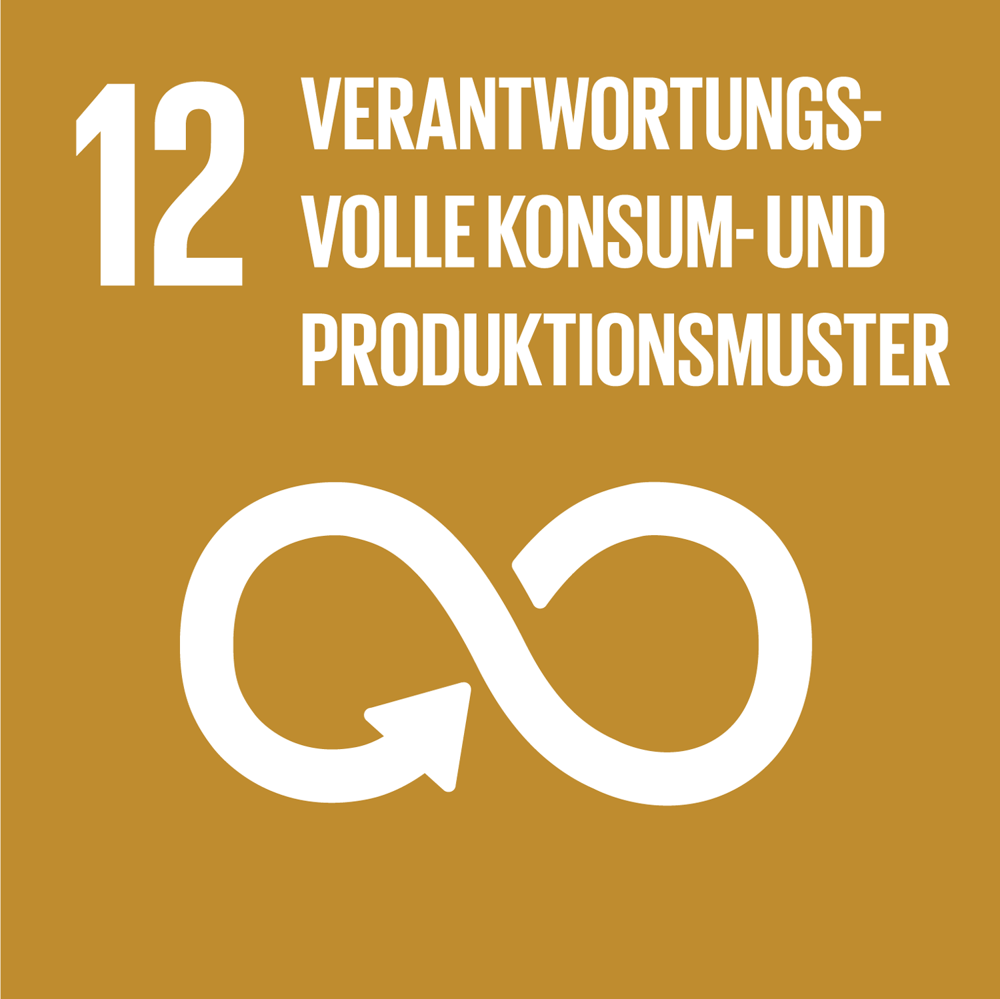 12
VERANTWORTUNGS-
VOLLE KONSUM- UND
PRODUKTIONSMUSTER